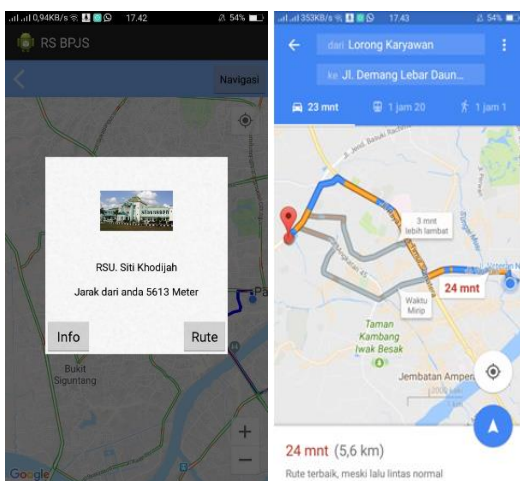 0,94KB/s
17.42
54%
RS BPJS
Navigasi
RSU. Siti Khodijah
Jarak dari anda 5613 Meter
Info
Rute
Bukit
Siguntang
+
−
Google
353KB/s
17.43
54%
dari Lorong Karyawan
ke Jl. Demang Lebar Daun...
23 mnt
1 jam 20
1 jam 1
3 mnt
lebih lambat
24 mnt
Waktu
Mirip
Taman
Kambang
Iwak Besak
Jembatan Amper
24 mnt (5,6 km)
Rute terbaik, meski lalu lintas normal